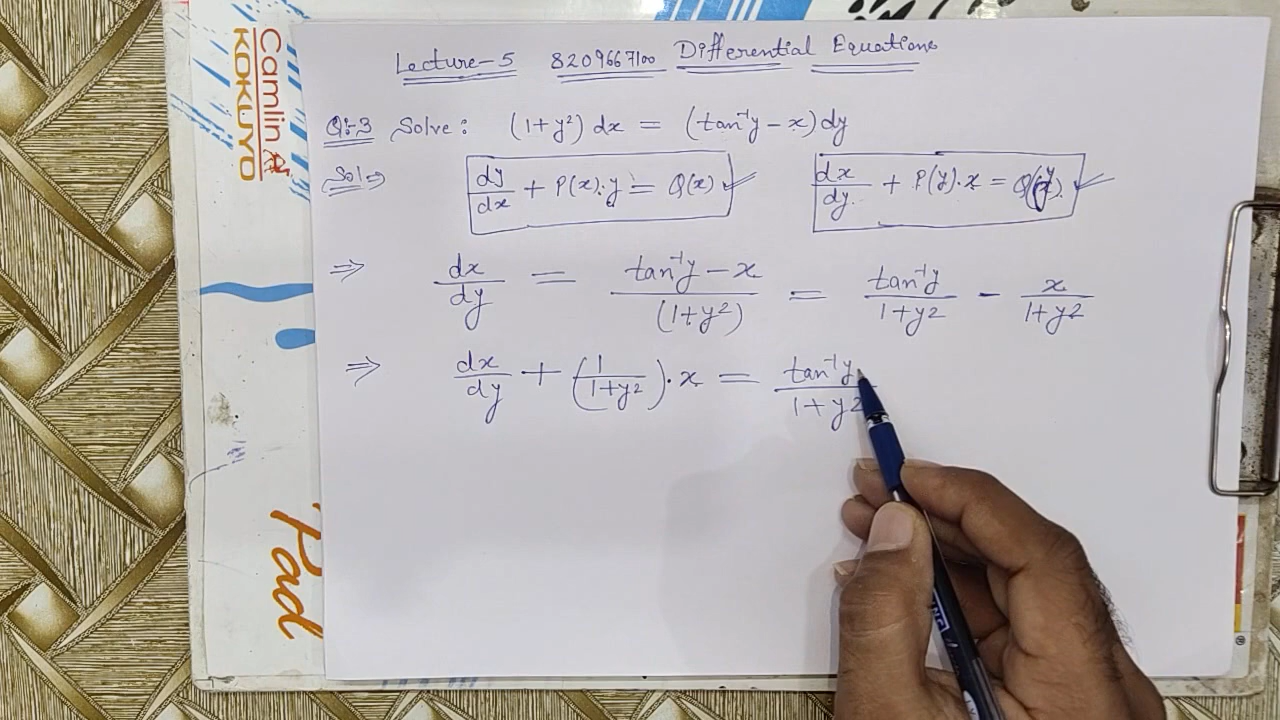 Camlin
KOKUYO
Lecture-5 8209667100 Differential Equations
Q:-3 Solve: (1+y²) dx = (tan⁻¹y - x) dy
Sol⇒ dy/dx + P(x).y = Q(x) dx/dy + P(y).x = Q(y)
⇒ dx/dy = (tan⁻¹y - x)/(1+y²) = tan⁻¹y/(1+y²) - x/(1+y²)
⇒ dx/dy + (1/(1+y²)).x = tan⁻¹y/(1+y²)
Pad